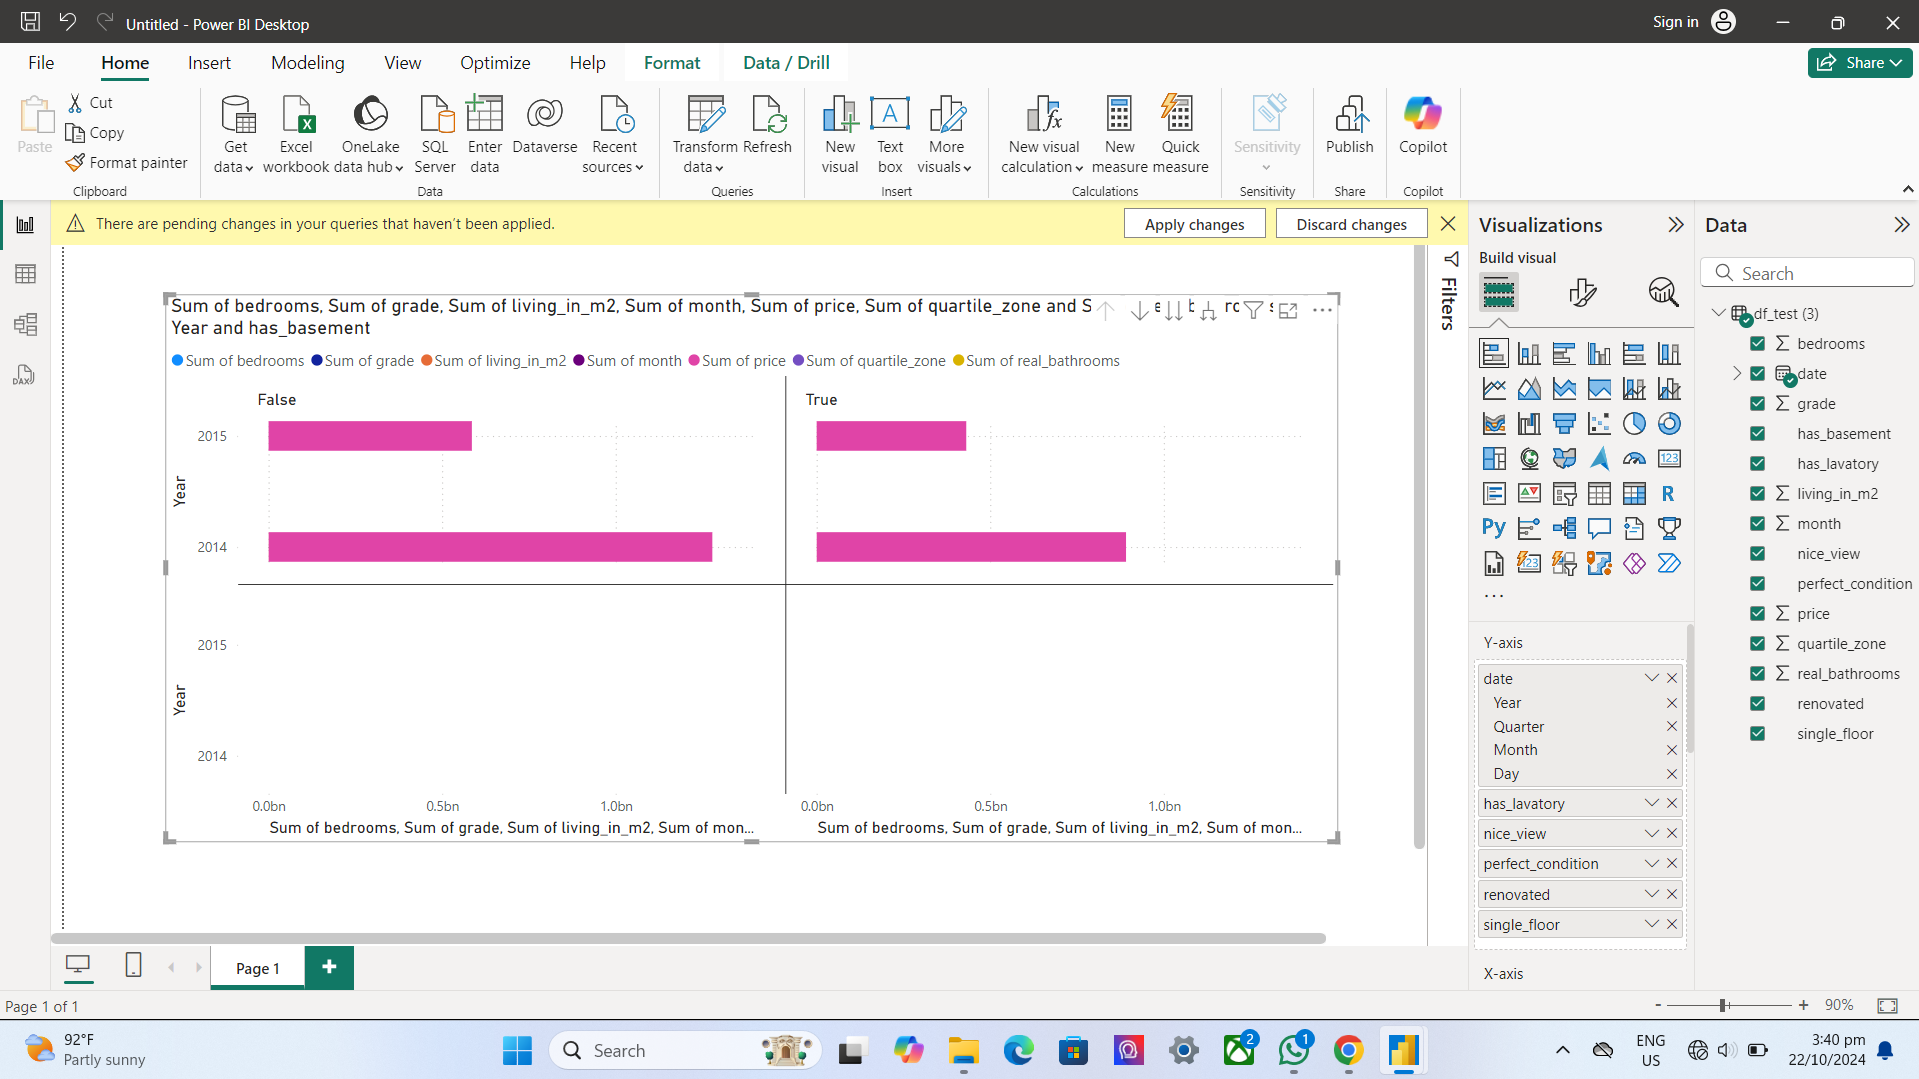 Untitled - Power BI Desktop
Sign in
File Home Insert Modeling View Optimize Help Format Data / Drill
Share
Paste
Cut
Copy
Format painter
Clipboard
Get data
Excel workbook
OneLake data hub
SQL Server
Enter data
Dataverse
Recent sources
Data
Transform data
Refresh
Queries
New visual
Text box
More visuals
Insert
New visual calculation
New measure
Quick measure
Calculations
Sensitivity
Sensitivity
Publish
Share
Copilot
Copilot
There are pending changes in your queries that haven't been applied.
Apply changes
Discard changes
Sum of bedrooms, Sum of grade, Sum of living_in_m2, Sum of month, Sum of price, Sum of quartile_zone and S
Year and has_basement
Sum of bedrooms Sum of grade Sum of living_in_m2 Sum of month Sum of price Sum of quartile_zone Sum of real_bathrooms
False
True
2015
Year
2014
2015
Year
2014
0.0bn 0.5bn 1.0bn
0.0bn 0.5bn 1.0bn
Sum of bedrooms, Sum of grade, Sum of living_in_m2, Sum of mon...
Sum of bedrooms, Sum of grade, Sum of living_in_m2, Sum of mon...
Filters
Visualizations
Build visual
123
R
Py
123
...
Y-axis
date
Year
Quarter
Month
Day
has_lavatory
nice_view
perfect_condition
renovated
single_floor
X-axis
Data
Search
df_test (3)
bedrooms
date
grade
has_basement
has_lavatory
living_in_m2
month
nice_view
perfect_condition
price
quartile_zone
real_bathrooms
renovated
single_floor
DAX
Page 1
Page 1 of 1
- + 90%
92°F
Partly sunny
Search
2
1
ENG
US
3:40 pm
22/10/2024